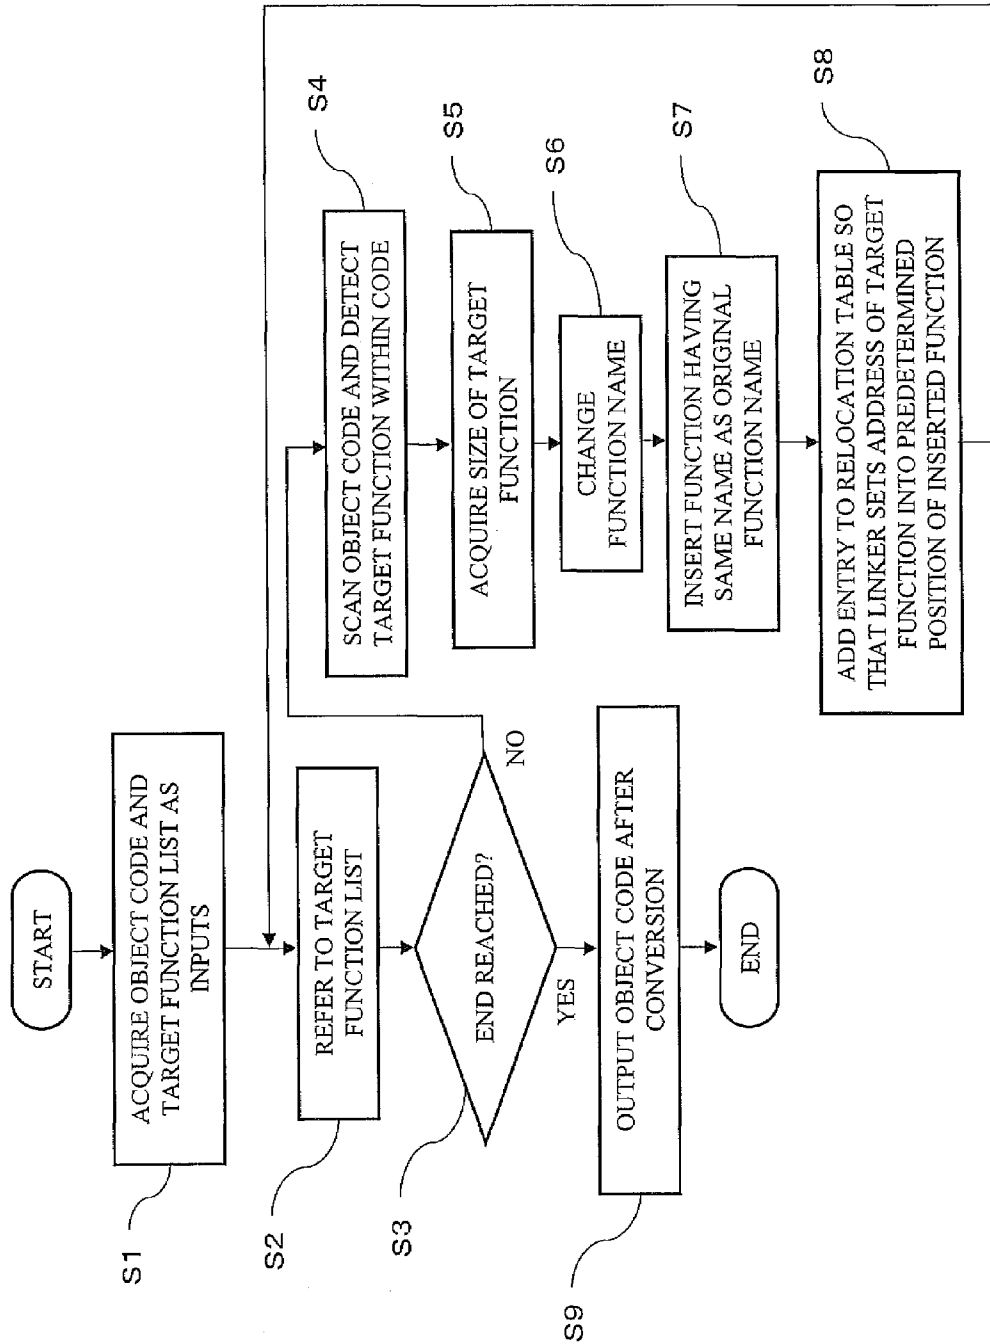 START
ACQUIRE OBJECT CODE AND
TARGET FUNCTION LIST AS
INPUTS
S1
REFER TO TARGET
FUNCTION LIST
S2
END REACHED?
S3
NO
YES
SCAN OBJECT CODE AND DETECT
TARGET FUNCTION WITHIN CODE
S4
ACQUIRE SIZE OF TARGET
FUNCTION
S5
CHANGE
FUNCTION NAME
S6
INSERT FUNCTION HAVING
SAME NAME AS ORIGINAL
FUNCTION NAME
S7
ADD ENTRY TO RELOCATION TABLE SO
THAT LINKER SETS ADDRESS OF TARGET
FUNCTION INTO PREDETERMINED
POSITION OF INSERTED FUNCTION
S8
OUTPUT OBJECT CODE AFTER
CONVERSION
S9
END